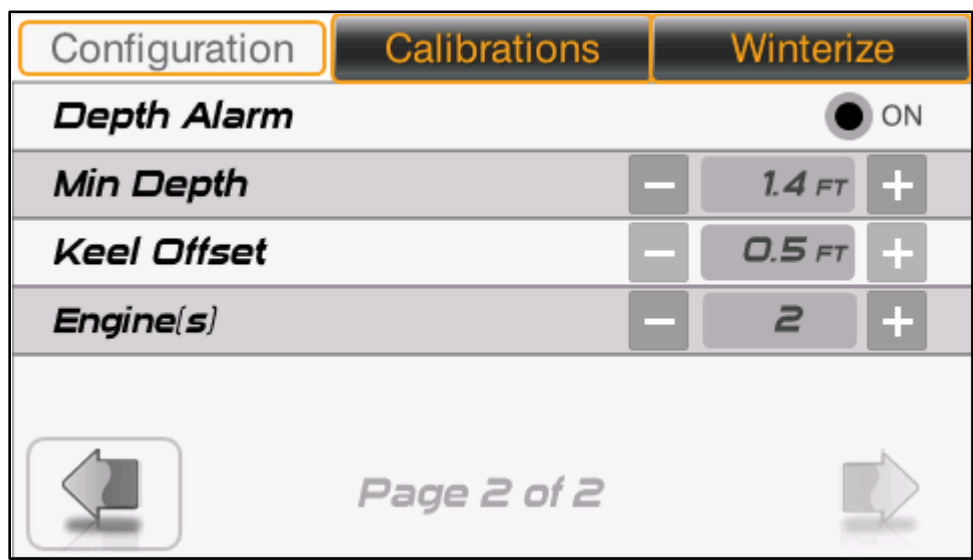 Configuration Calibrations Winterize
Depth Alarm ON
Min Depth − 1.4 FT +
Keel Offset − 0.5 FT +
Engine(s) − 2 +
Page 2 of 2